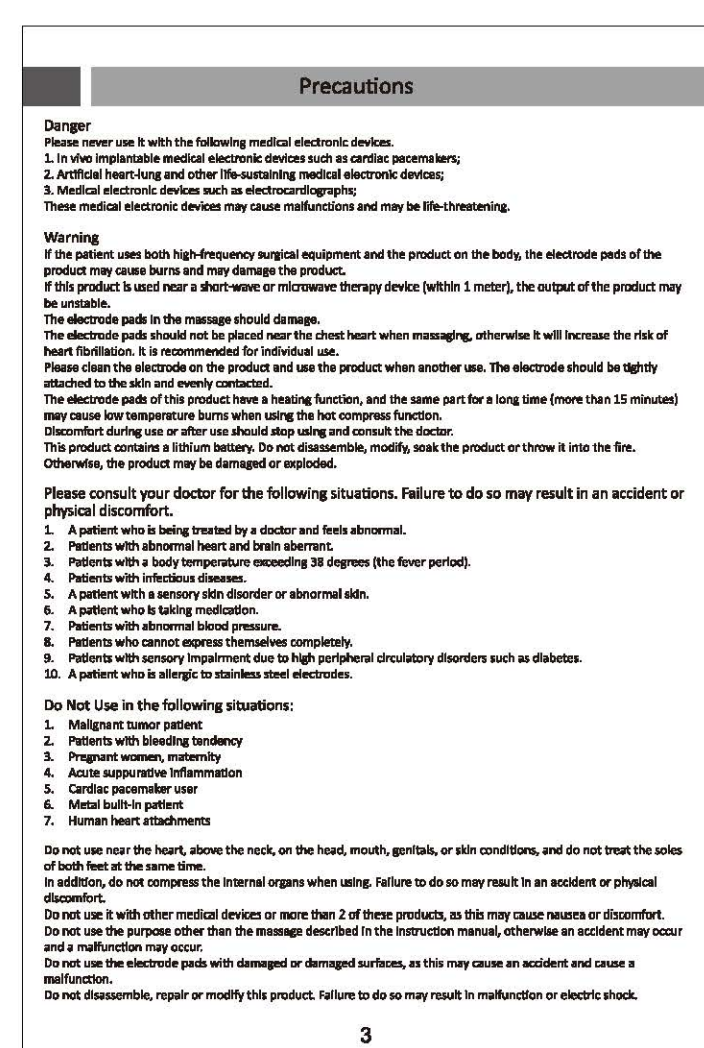 Precautions
Danger
Please never use it with the following medical electronic devices.
1. In vivo implantable medical electronic devices such as cardiac pacemakers;
2. Artificial heart-lung and other life-sustaining medical electronic devices;
3. Medical electronic devices such as electrocardiographs;
These medical electronic devices may cause malfunctions and may be life-threatening.
Warning
If the patient uses both high-frequency surgical equipment and the product on the body, the electrode pads of the
product may cause burns and may damage the product.
If this product is used near a short-wave or microwave therapy device (within 1 meter), the output of the product may
be unstable.
The electrode pads in the massage should damage.
The electrode pads should not be placed near the chest heart when massaging, otherwise it will increase the risk of
heart fibrillation. It is recommended for individual use.
Please clean the electrode on the product and use the product when another use. The electrode should be tightly
attached to the skin and evenly contacted.
The electrode pads of this product have a heating function, and the same part for a long time (more than 15 minutes)
may cause low temperature burns when using the hot compress function.
Discomfort during use or after use should stop using and consult the doctor.
This product contains a lithium battery. Do not disassemble, modify, soak the product or throw it into the fire.
Otherwise, the product may be damaged or exploded.
Please consult your doctor for the following situations. Failure to do so may result in an accident or
physical discomfort.
1. A patient who is being treated by a doctor and feels abnormal.
2. Patients with abnormal heart and brain aberrant.
3. Patients with a body temperature exceeding 38 degrees (the fever period).
4. Patients with infectious diseases.
5. A patient with a sensory skin disorder or abnormal skin.
6. A patient who is taking medication.
7. Patients with abnormal blood pressure.
8. Patients who cannot express themselves completely.
9. Patients with sensory impairment due to high peripheral circulatory disorders such as diabetes.
10. A patient who is allergic to stainless steel electrodes.
Do Not Use in the following situations:
1. Malignant tumor patient
2. Patients with bleeding tendency
3. Pregnant women, maternity
4. Acute suppurative inflammation
5. Cardiac pacemaker user
6. Metal built-in patient
7. Human heart attachments
Do not use near the heart, above the neck, on the head, mouth, genitals, or skin conditions, and do not treat the soles
of both feet at the same time.
In addition, do not compress the internal organs when using. Failure to do so may result in an accident or physical
discomfort.
Do not use it with other medical devices or more than 2 of these products, as this may cause nausea or discomfort.
Do not use the purpose other than the massage described in the instruction manual, otherwise an accident may occur
and a malfunction may occur.
Do not use the electrode pads with damaged or damaged surfaces, as this may cause an accident and cause a
malfunction.
Do not disassemble, repair or modify this product. Failure to do so may result in malfunction or electric shock.
3